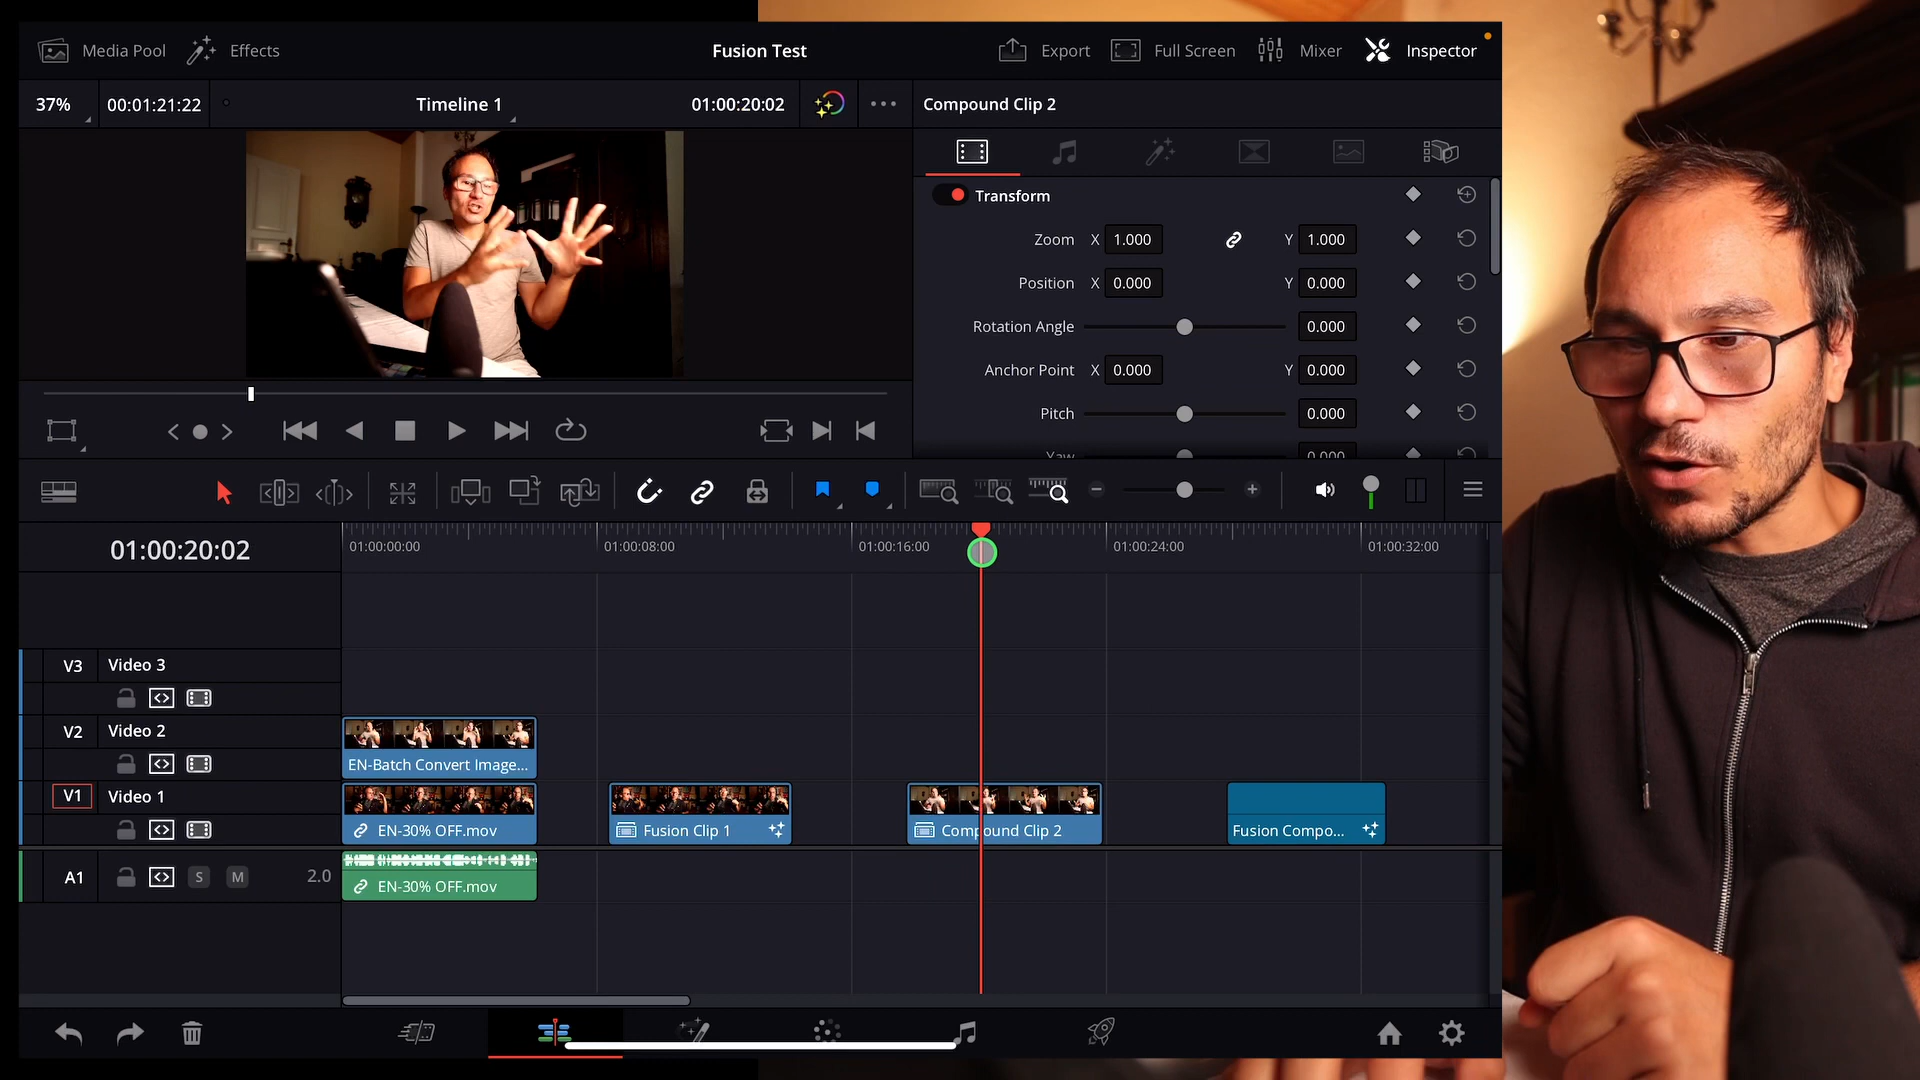 Media Pool
Effects
Fusion Test
Export
Full Screen
Mixer
Inspector
37%
00:01:21:22
Timeline 1
01:00:20:02
Compound Clip 2
Transform
Zoom X 1.000 Y 1.000
Position X 0.000 Y 0.000
Rotation Angle 0.000
Anchor Point X 0.000 Y 0.000
Pitch 0.000
Yaw 0.000
01:00:20:02
01:00:00:00
01:00:08:00
01:00:16:00
01:00:24:00
01:00:32:00
V3 Video 3
V2 Video 2
EN-Batch Convert Image...
V1 Video 1
EN-30% OFF.mov
Fusion Clip 1
Compound Clip 2
Fusion Compo...
A1 S M 2.0
EN-30% OFF.mov